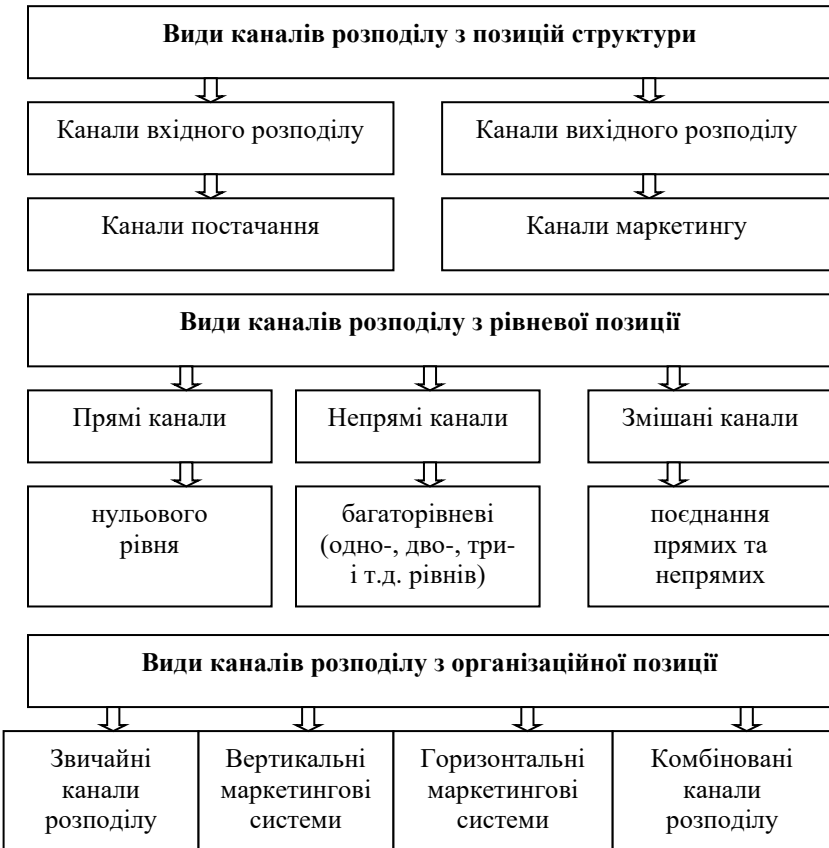 Види каналів розподілу з позицій структури
Канали вхідного розподілу
Канали вихідного розподілу
Канали постачання
Канали маркетингу
Види каналів розподілу з рівневої позиції
Прямі канали
Непрямі канали
Змішані канали
нульового
рівня
багаторівневі
(одно-, дво-, три-
і т.д. рівнів)
поєднання
прямих та
непрямих
Види каналів розподілу з організаційної позиції
Звичайні
канали
розподілу
Вертикальні
маркетингові
системи
Горизонтальні
маркетингові
системи
Комбіновані
канали
розподілу